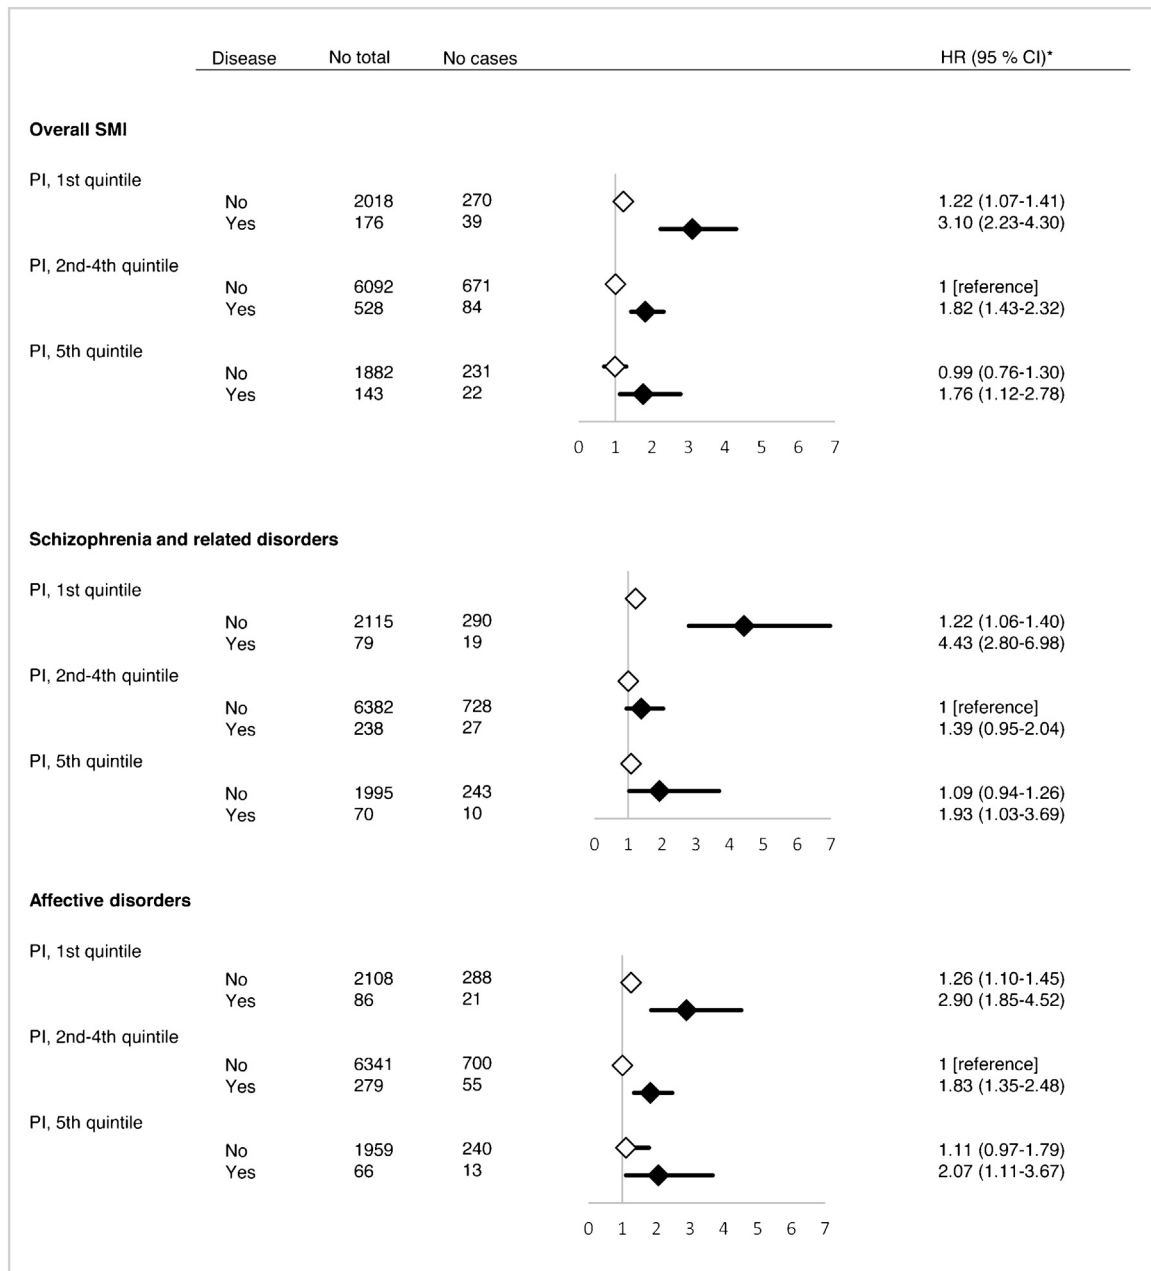 Disease No total No cases HR (95 % CI)*
Overall SMI
PI, 1st quintile
No 2018 270 1.22 (1.07-1.41)
Yes 176 39 3.10 (2.23-4.30)
PI, 2nd-4th quintile
No 6092 671 1 [reference]
Yes 528 84 1.82 (1.43-2.32)
PI, 5th quintile
No 1882 231 0.99 (0.76-1.30)
Yes 143 22 1.76 (1.12-2.78)
0 1 2 3 4 5 6 7
Schizophrenia and related disorders
PI, 1st quintile
No 2115 290 1.22 (1.06-1.40)
Yes 79 19 4.43 (2.80-6.98)
PI, 2nd-4th quintile
No 6382 728 1 [reference]
Yes 238 27 1.39 (0.95-2.04)
PI, 5th quintile
No 1995 243 1.09 (0.94-1.26)
Yes 70 10 1.93 (1.03-3.69)
0 1 2 3 4 5 6 7
Affective disorders
PI, 1st quintile
No 2108 288 1.26 (1.10-1.45)
Yes 86 21 2.90 (1.85-4.52)
PI, 2nd-4th quintile
No 6341 700 1 [reference]
Yes 279 55 1.83 (1.35-2.48)
PI, 5th quintile
No 1959 240 1.11 (0.97-1.79)
Yes 66 13 2.07 (1.11-3.67)
0 1 2 3 4 5 6 7